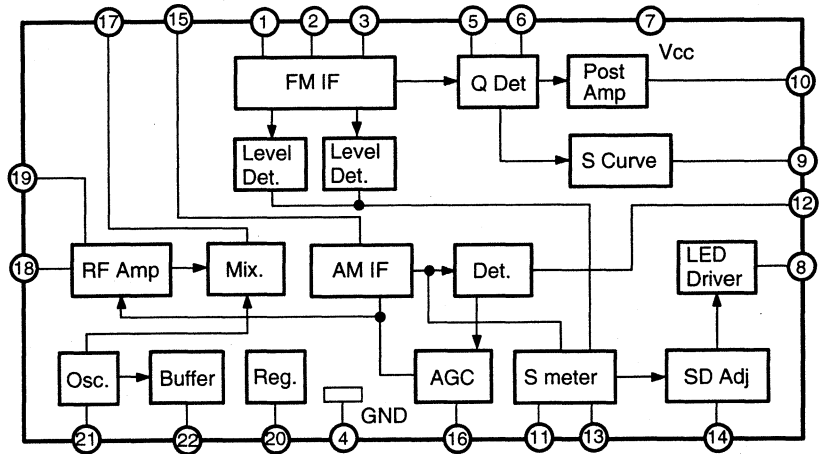 17
15
1
2
3
5
6
7
Vcc
FM IF
Q Det
Post
Amp
10
Level
Det.
Level
Det.
S Curve
9
19
12
18
RF Amp
Mix.
AM IF
Det.
LED
Driver
8
Osc.
Buffer
Reg.
AGC
S meter
SD Adj
GND
21
22
20
4
16
11
13
14